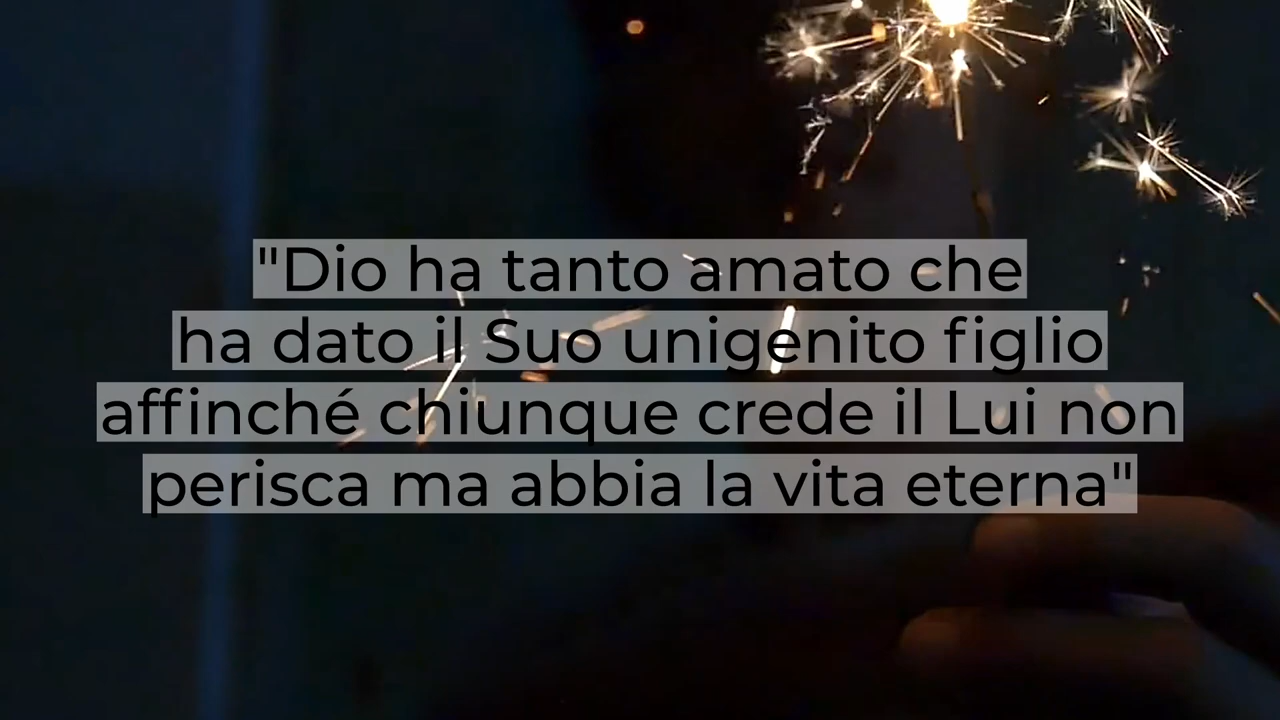 "Dio ha tanto amato che
ha dato il Suo unigenito figlio
affinché chiunque crede il Lui non
perisca ma abbia la vita eterna"